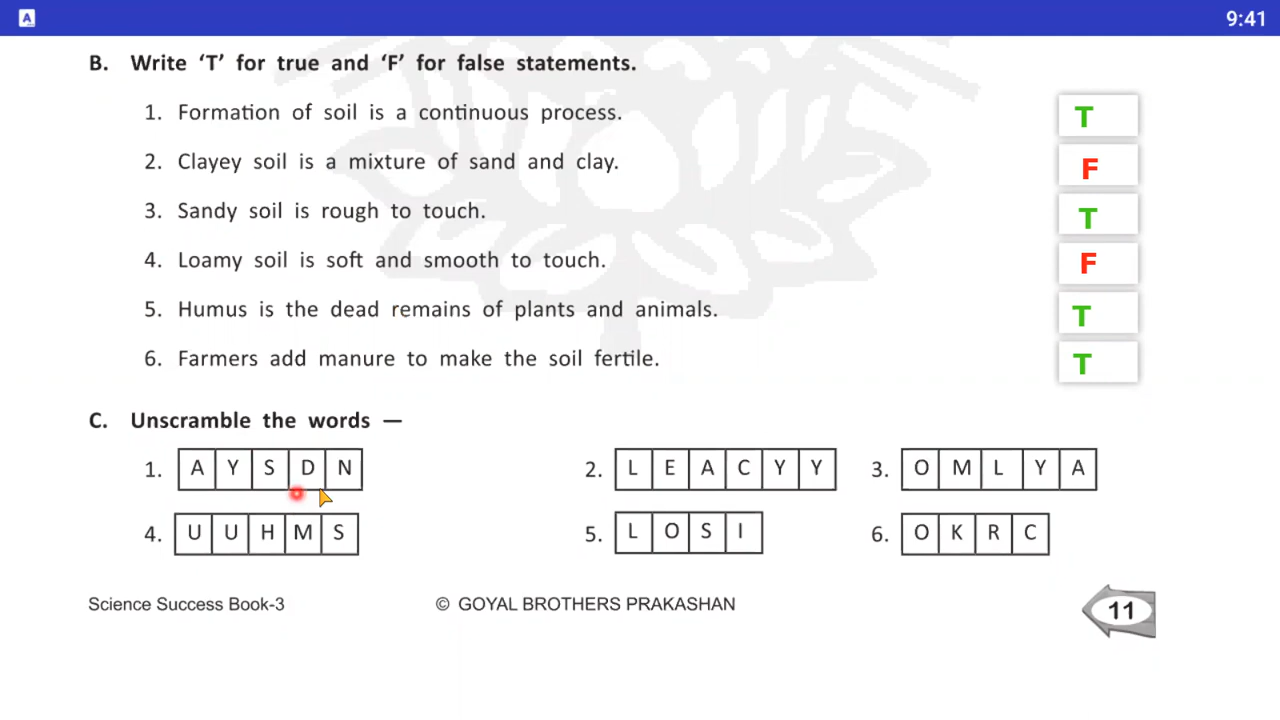 A 9:41
B. Write ‘T’ for true and ‘F’ for false statements.
1. Formation of soil is a continuous process. T
2. Clayey soil is a mixture of sand and clay. F
3. Sandy soil is rough to touch. T
4. Loamy soil is soft and smooth to touch. F
5. Humus is the dead remains of plants and animals. T
6. Farmers add manure to make the soil fertile. T
C. Unscramble the words —
1. A Y S D N 2. L E A C Y Y 3. O M L Y A
4. U U H M S 5. L O S I 6. O K R C
Science Success Book-3 © GOYAL BROTHERS PRAKASHAN 11